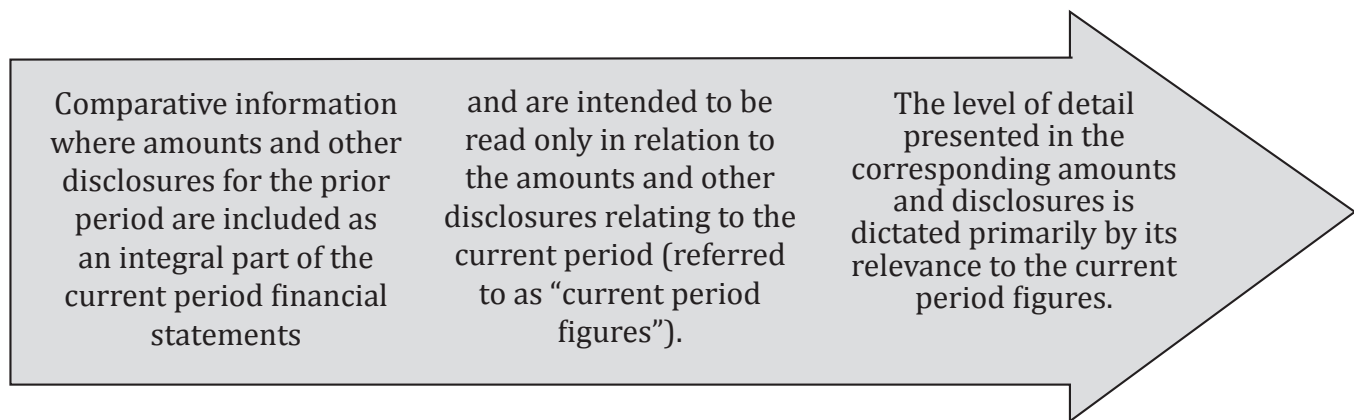 Comparative information
where amounts and other
disclosures for the prior
period are included as
an integral part of the
current period financial
statements
and are intended to be
read only in relation to
the amounts and other
disclosures relating to the
current period (referred
to as “current period
figures”).
The level of detail
presented in the
corresponding amounts
and disclosures is
dictated primarily by its
relevance to the current
period figures.